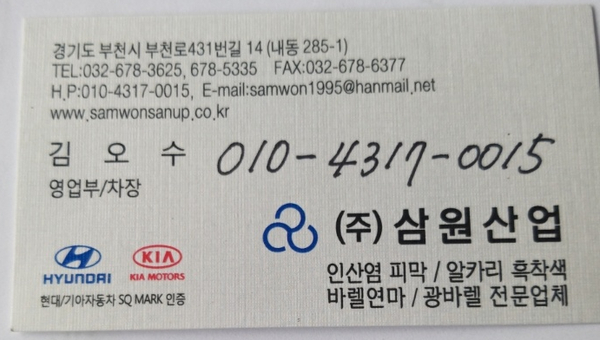 경기도 부천시 부천로431번길 14 (내동 285-1)
TEL:032-678-3625, 678-5335 FAX:032-678-6377
H.P:010-4317-0015, E-mail:samwon1995@hanmail.net
www.samwonsanup.co.kr
김 오 수 010-4317-0015
영업부/차장
(주) 삼원산업
HYUNDAI
KIA
KIA MOTORS
현대/기아자동차 SQ MARK 인증
인산염 피막 / 알카리 흑착색
바렐연마 / 광바렐 전문업체